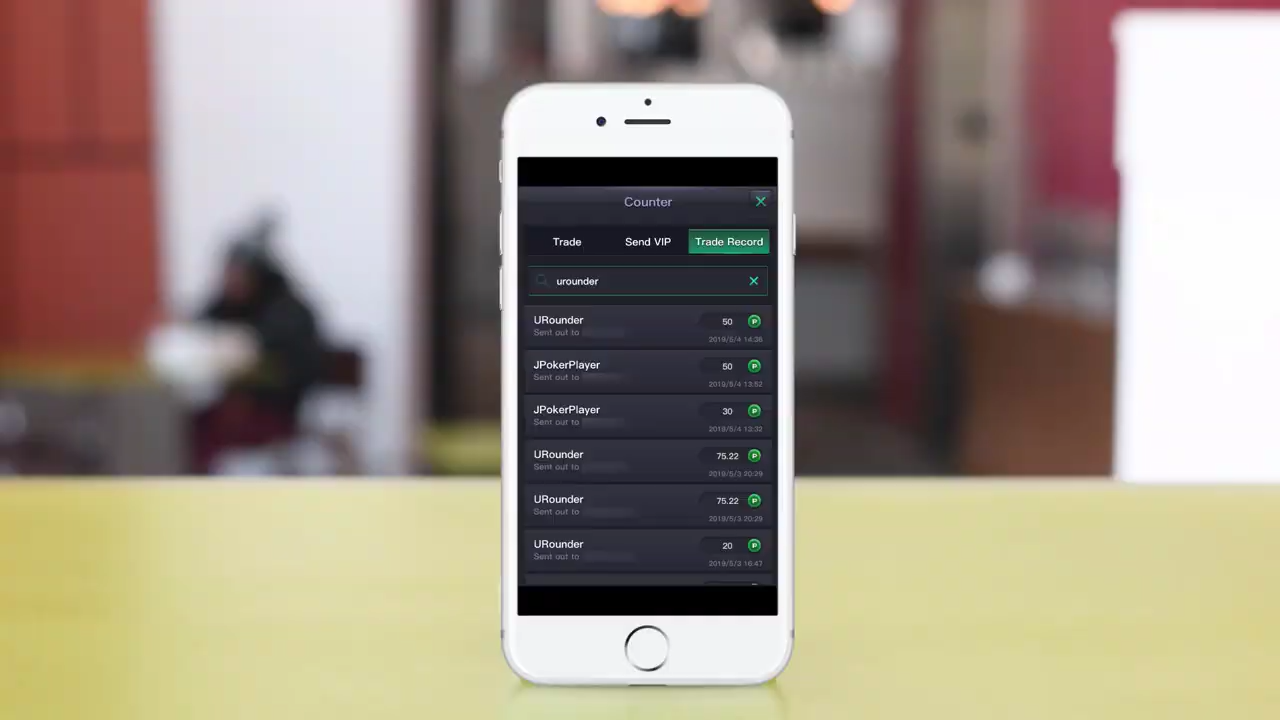 Counter
Trade Send VIP Trade Record
urounder
URounder 50 P
Sent out to
2019/5/4 14:36
JPokerPlayer 50 P
Sent out to
2019/5/4 13:52
JPokerPlayer 30 P
Sent out to
2019/5/4 13:32
URounder 75.22 P
Sent out to
2019/5/3 20:29
URounder 75.22 P
Sent out to
2019/5/3 20:29
URounder 20 P
Sent out to
2019/5/3 16:47